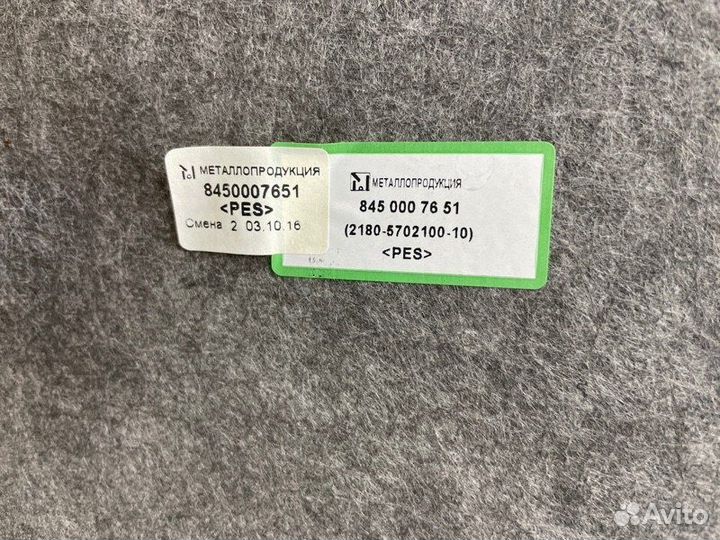 МЕТАЛЛОПРОДУКЦИЯ
8450007651
<PES>
Смена 2 03.10.16
МЕТАЛЛОПРОДУКЦИЯ
845 000 76 51
(2180-5702100-10)
<PES>
Avito